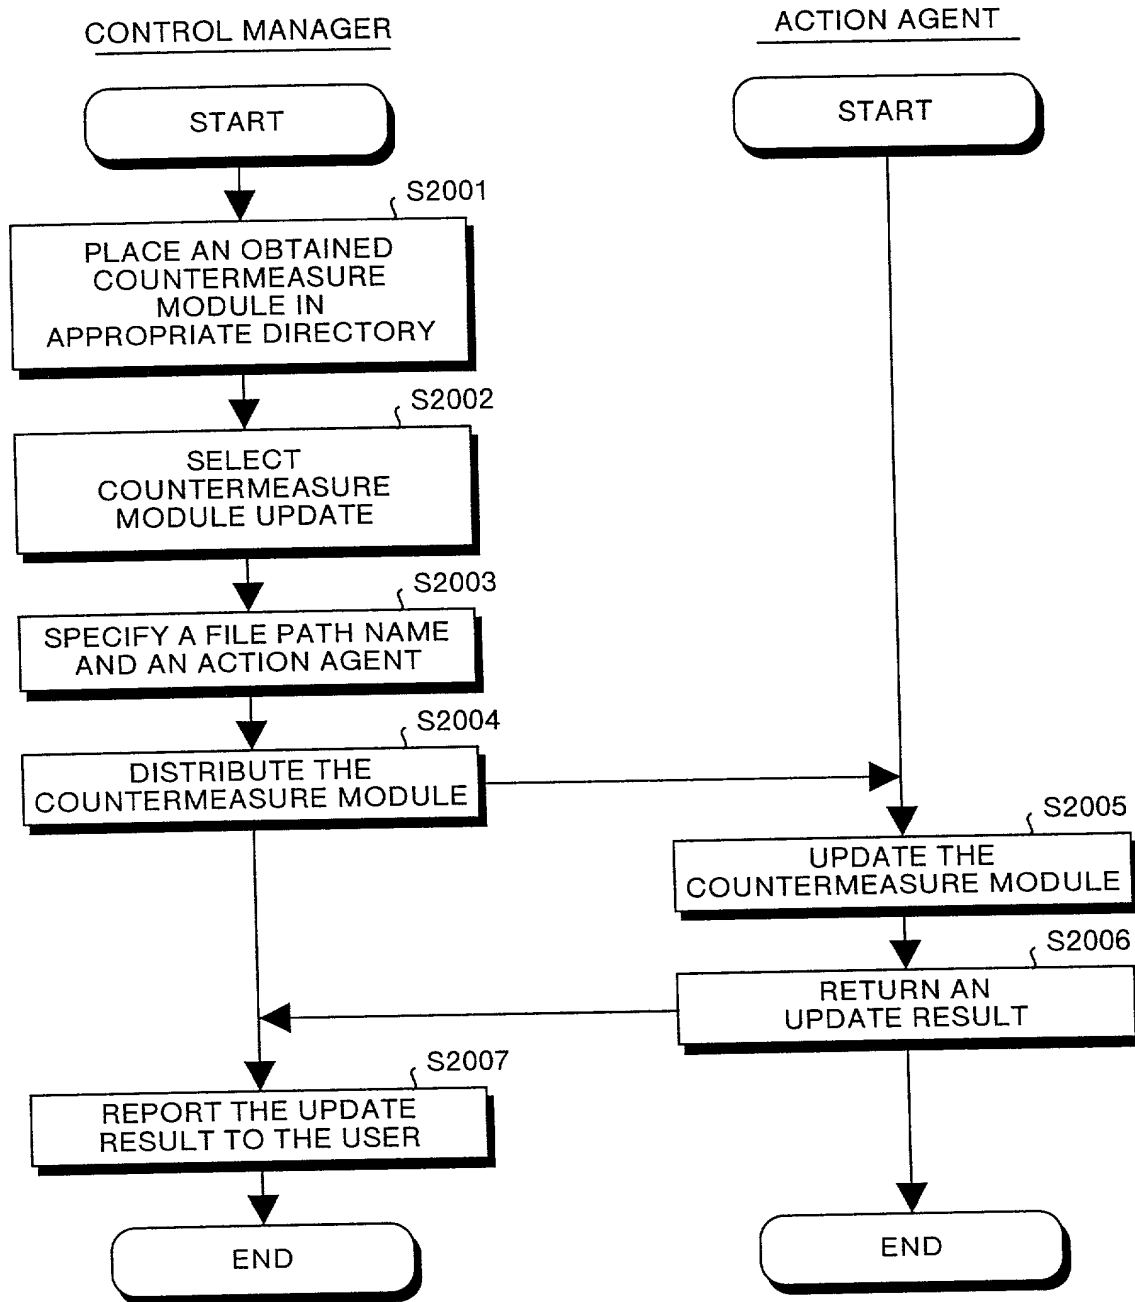 CONTROL MANAGER
ACTION AGENT
START
START
S2001
PLACE AN OBTAINED
COUNTERMEASURE
MODULE IN
APPROPRIATE DIRECTORY
S2002
SELECT
COUNTERMEASURE
MODULE UPDATE
S2003
SPECIFY A FILE PATH NAME
AND AN ACTION AGENT
S2004
DISTRIBUTE THE
COUNTERMEASURE MODULE
S2005
UPDATE THE
COUNTERMEASURE MODULE
S2006
RETURN AN
UPDATE RESULT
S2007
REPORT THE UPDATE
RESULT TO THE USER
END
END